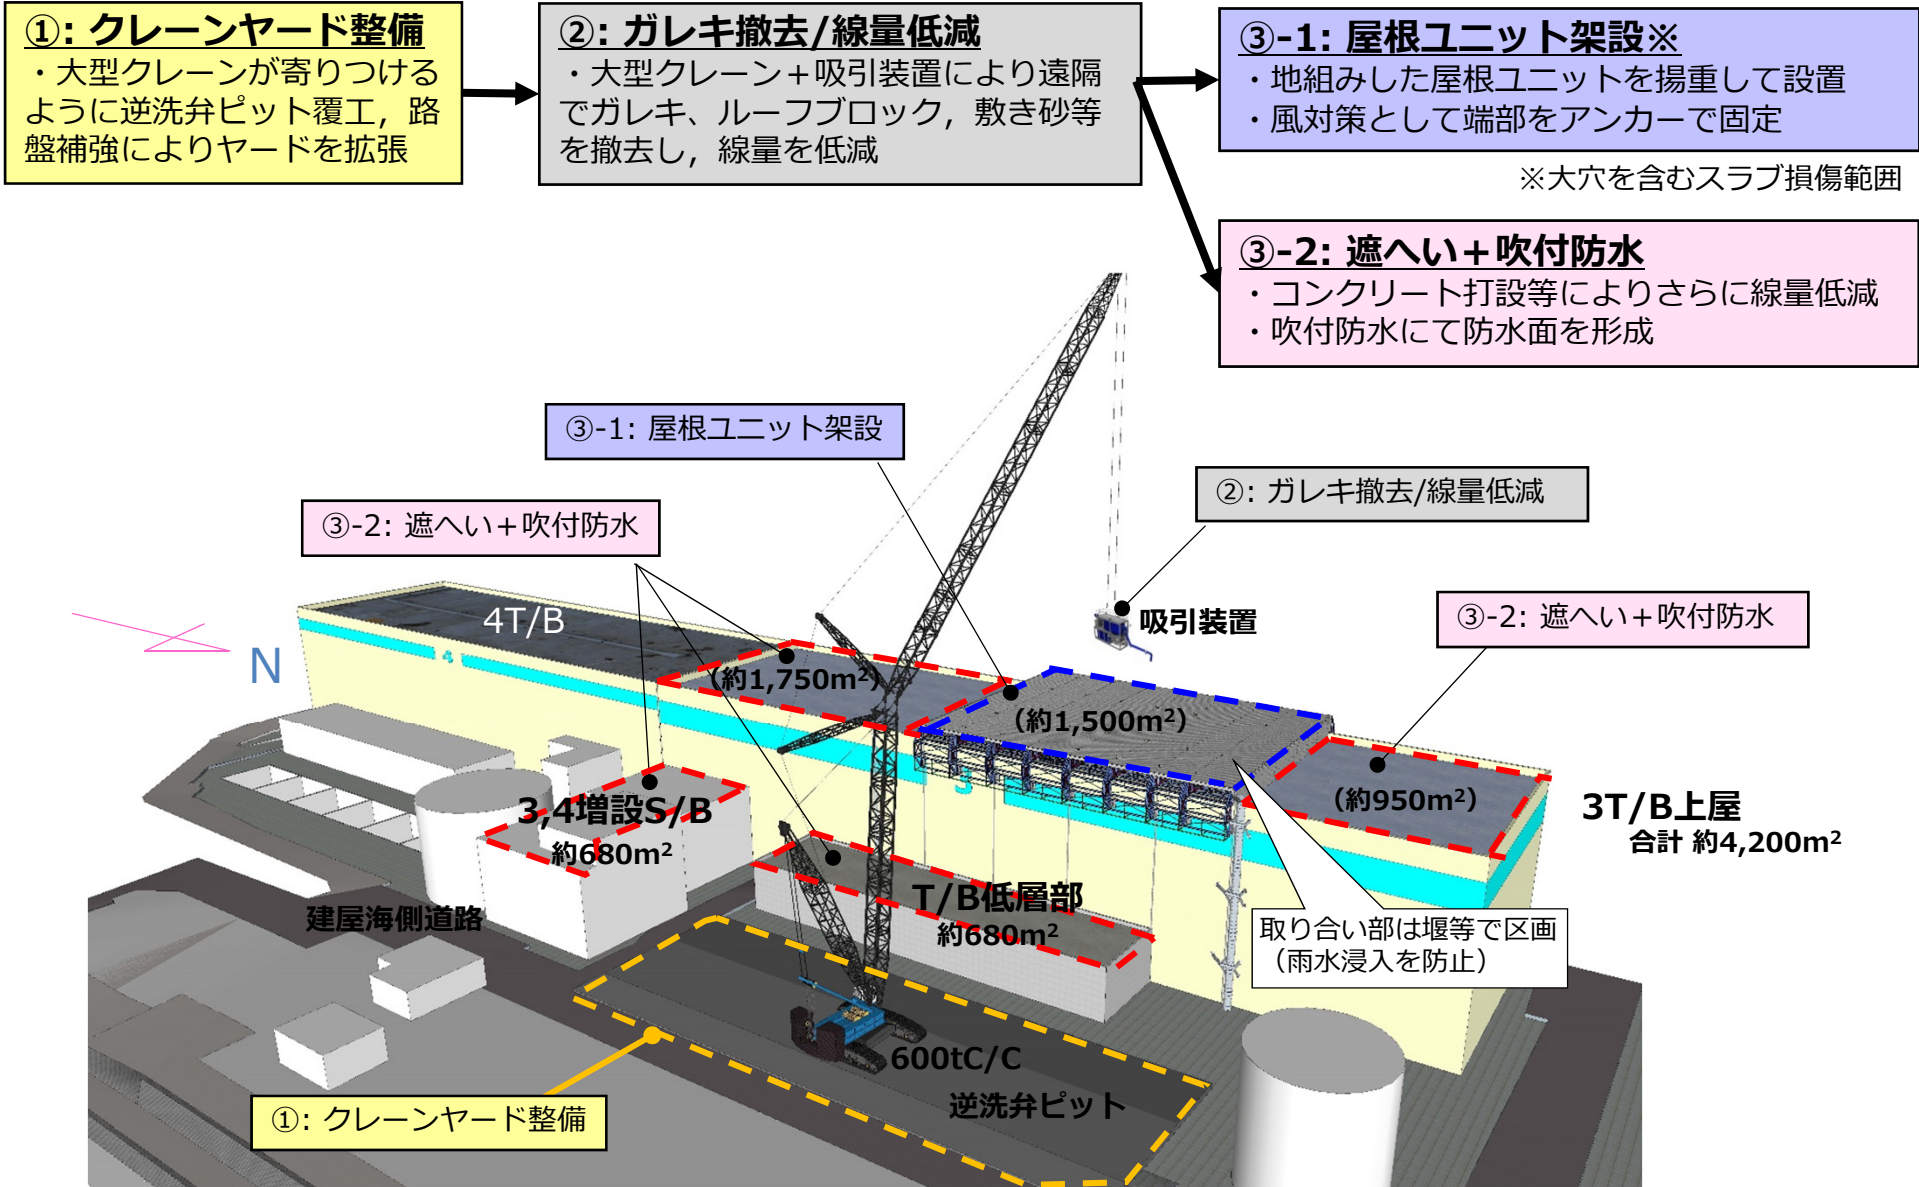 ①: クレーンヤード整備
・大型クレーンが寄りつける
ように逆洗弁ピット覆工，路
盤補強によりヤードを拡張
②: ガレキ撤去/線量低減
・大型クレーン＋吸引装置により遠隔
でガレキ、ルーフブロック，敷き砂等
を撤去し，線量を低減
③-1: 屋根ユニット架設※
・地組みした屋根ユニットを揚重して設置
・風対策として端部をアンカーで固定
※大穴を含むスラブ損傷範囲
③-2: 遮へい＋吹付防水
・コンクリート打設等によりさらに線量低減
・吹付防水にて防水面を形成
③-1: 屋根ユニット架設
②: ガレキ撤去/線量低減
③-2: 遮へい＋吹付防水
③-2: 遮へい＋吹付防水
4T/B
吸引装置
N
4
（約1,750m²）
（約1,500m²）
3
（約950m²）
3T/B上屋
合計 約4,200m²
3,4増設S/B
約680m²
T/B低層部
約680m²
建屋海側道路
取り合い部は堰等で区画
（雨水浸入を防止）
600tC/C
逆洗弁ピット
①: クレーンヤード整備